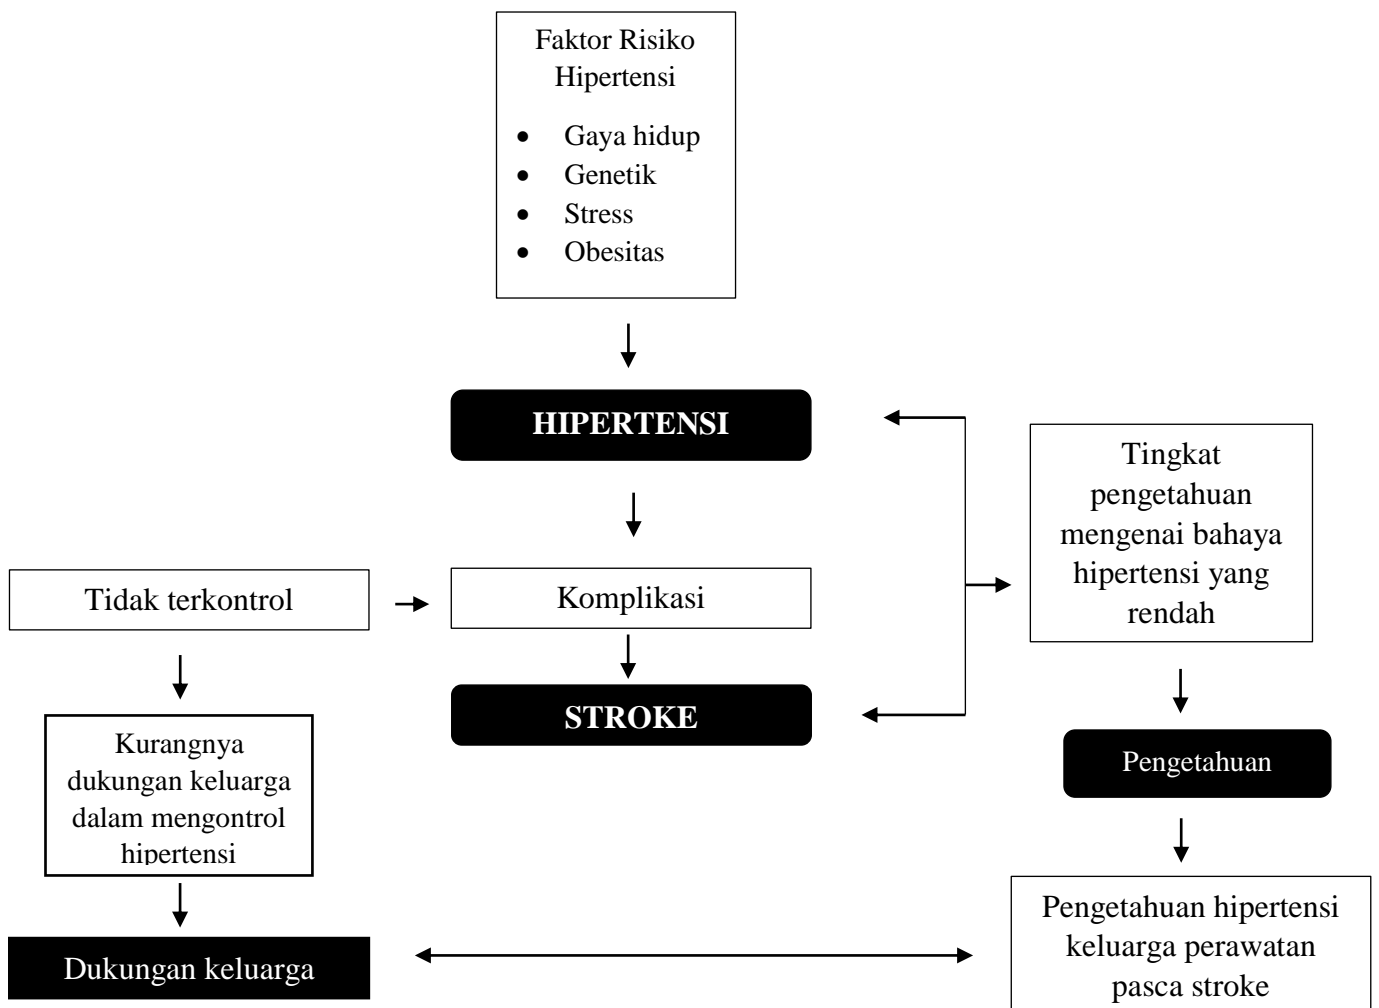 Faktor Risiko
Hipertensi
• Gaya hidup
• Genetik
• Stress
• Obesitas
HIPERTENSI
Tingkat
pengetahuan
mengenai bahaya
hipertensi yang
rendah
Tidak terkontrol
Komplikasi
STROKE
Kurangnya
dukungan keluarga
dalam mengontrol
hipertensi
Pengetahuan
Pengetahuan hipertensi
keluarga perawatan
pasca stroke
Dukungan keluarga